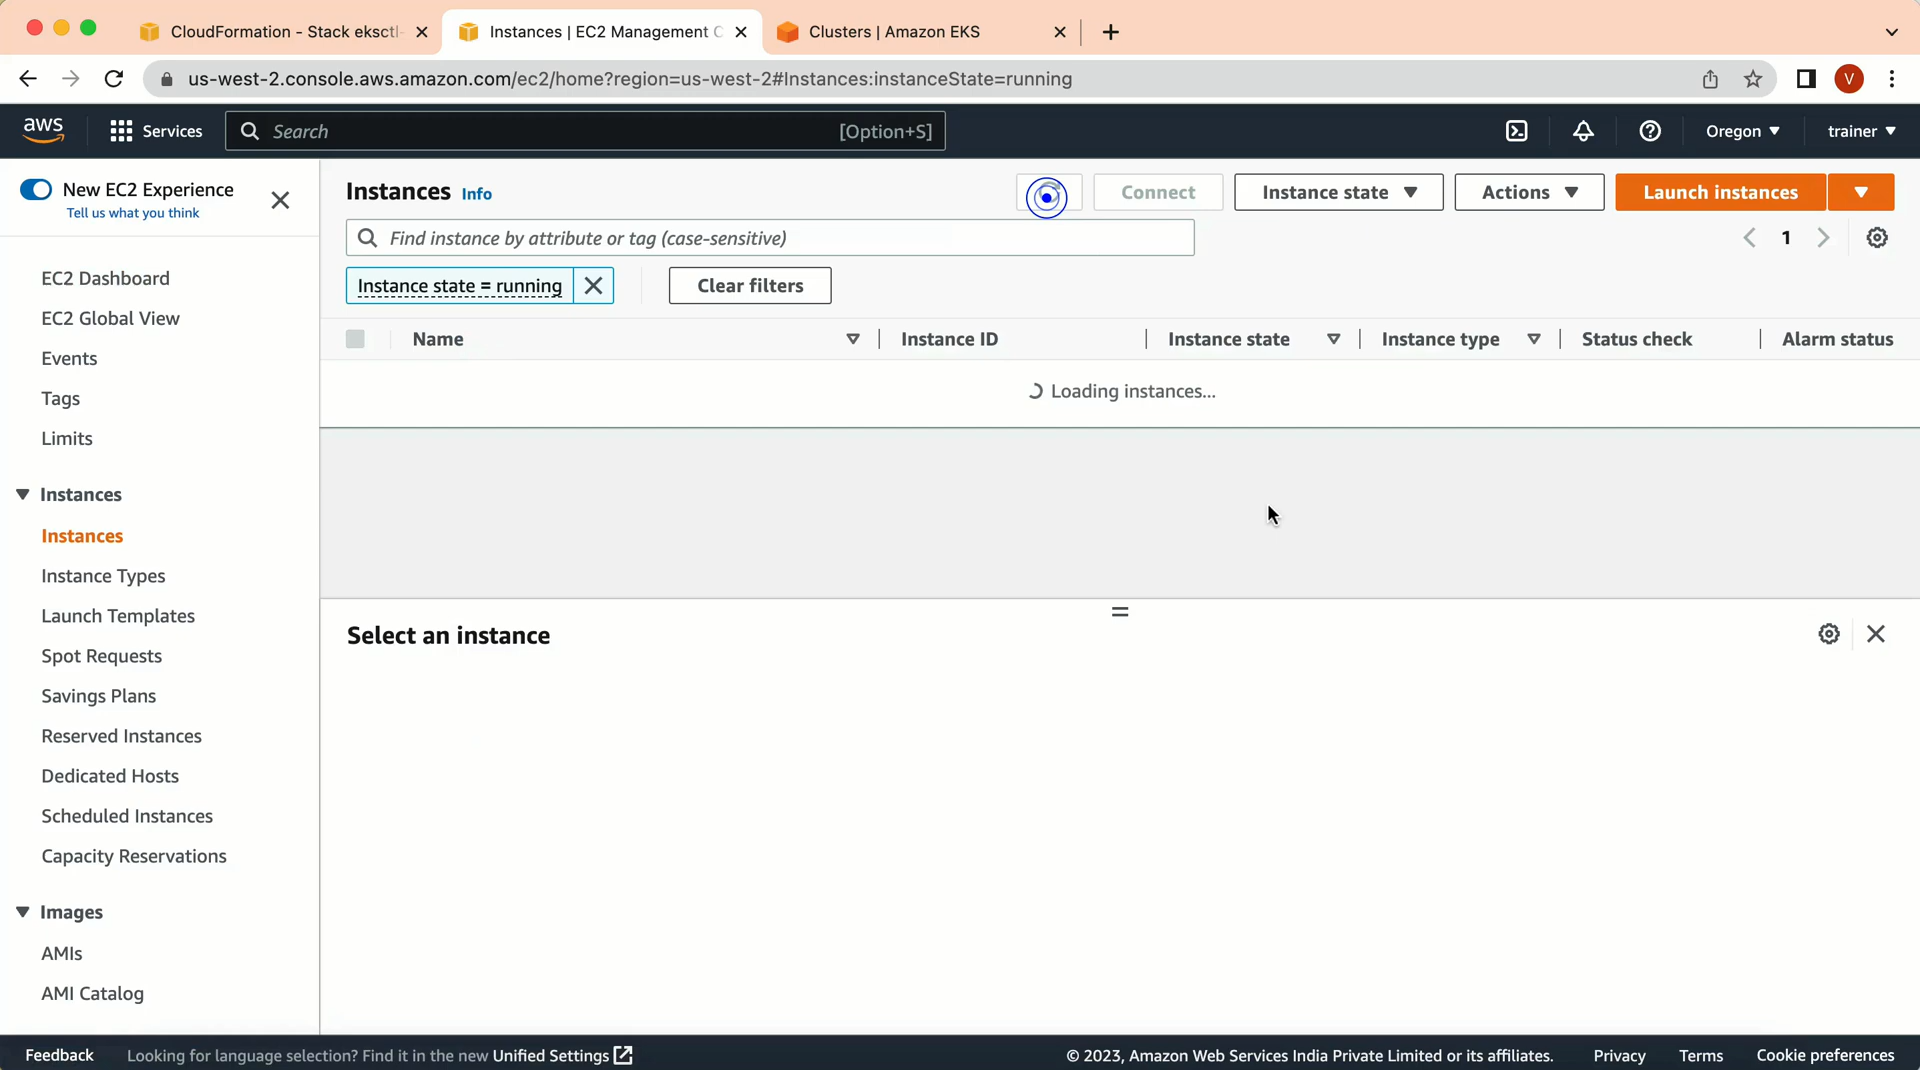 CloudFormation - Stack eksctl-
Instances | EC2 Management C
Clusters | Amazon EKS
us-west-2.console.aws.amazon.com/ec2/home?region=us-west-2#Instances:instanceState=running
V
aws
Services
Search
[Option+S]
Oregon
trainer
New EC2 Experience
Tell us what you think
EC2 Dashboard
EC2 Global View
Events
Tags
Limits
Instances
Instances
Instance Types
Launch Templates
Spot Requests
Savings Plans
Reserved Instances
Dedicated Hosts
Scheduled Instances
Capacity Reservations
Images
AMIs
AMI Catalog
Instances Info
Connect
Instance state
Actions
Launch instances
Find instance by attribute or tag (case-sensitive)
1
Instance state = running
Clear filters
Name
Instance ID
Instance state
Instance type
Status check
Alarm status
Loading instances...
Select an instance
Feedback
Looking for language selection? Find it in the new Unified Settings
© 2023, Amazon Web Services India Private Limited or its affiliates.
Privacy
Terms
Cookie preferences